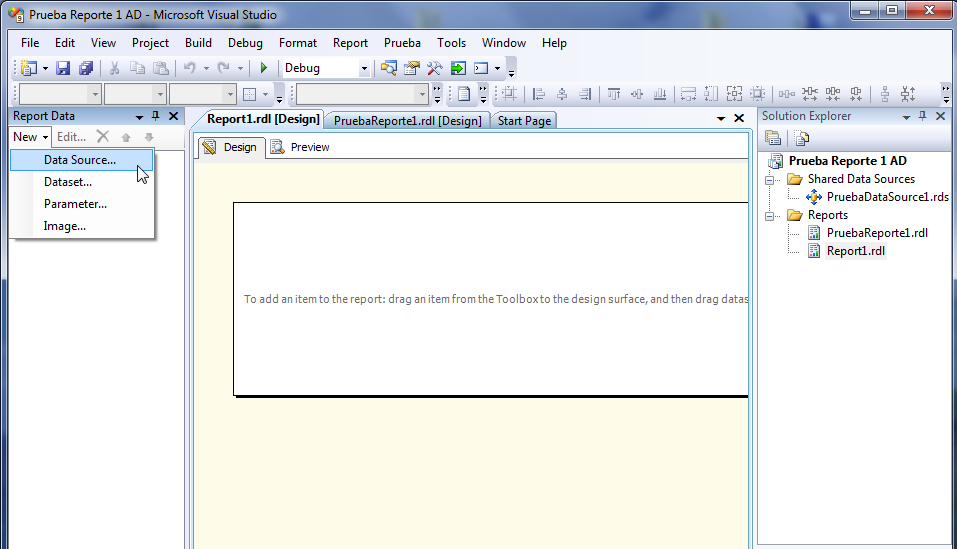 9
Prueba Reporte 1 AD - Microsoft Visual Studio
File Edit View Project Build Debug Format Report Prueba Tools Window Help
Debug
Report Data
Report1.rdl [Design] PruebaReporte1.rdl [Design] Start Page
Solution Explorer
New Edit...
Design Preview
Data Source...
Dataset...
Parameter...
Image...
To add an item to the report: drag an item from the Toolbox to the design surface, and then drag datas
Prueba Reporte 1 AD
Shared Data Sources
PruebaDataSource1.rds
Reports
PruebaReporte1.rdl
Report1.rdl